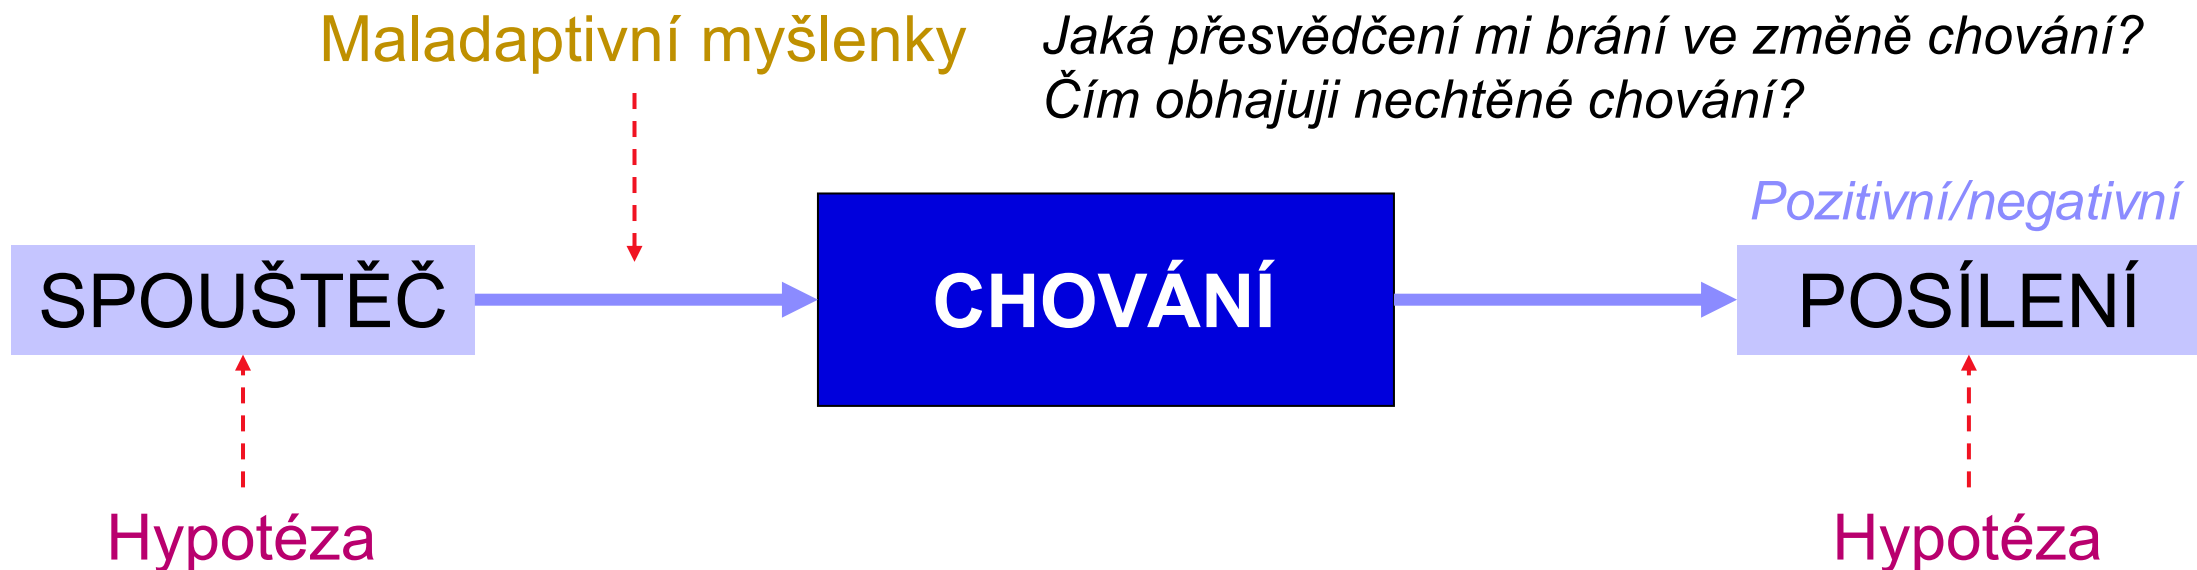 Maladaptivní myšlenky
Jaká přesvědčení mi brání ve změně chování?
Čím obhajuji nechtěné chování?
Pozitivní/negativní
SPOUŠTĚČ
CHOVÁNÍ
POSÍLENÍ
Hypotéza
Hypotéza